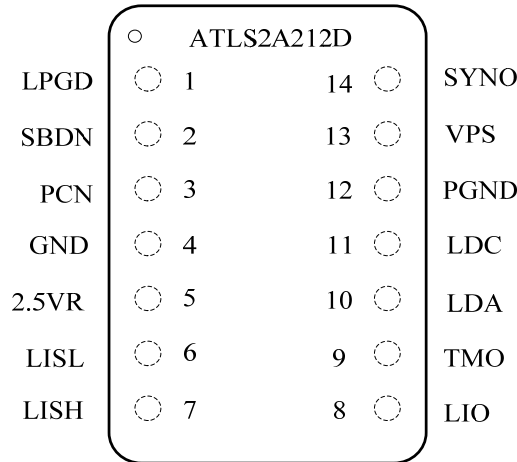 ATLS2A212D
LPGD 1 14 SYNO
SBDN 2 13 VPS
PCN 3 12 PGND
GND 4 11 LDC
2.5VR 5 10 LDA
LISL 6 9 TMO
LISH 7 8 LIO